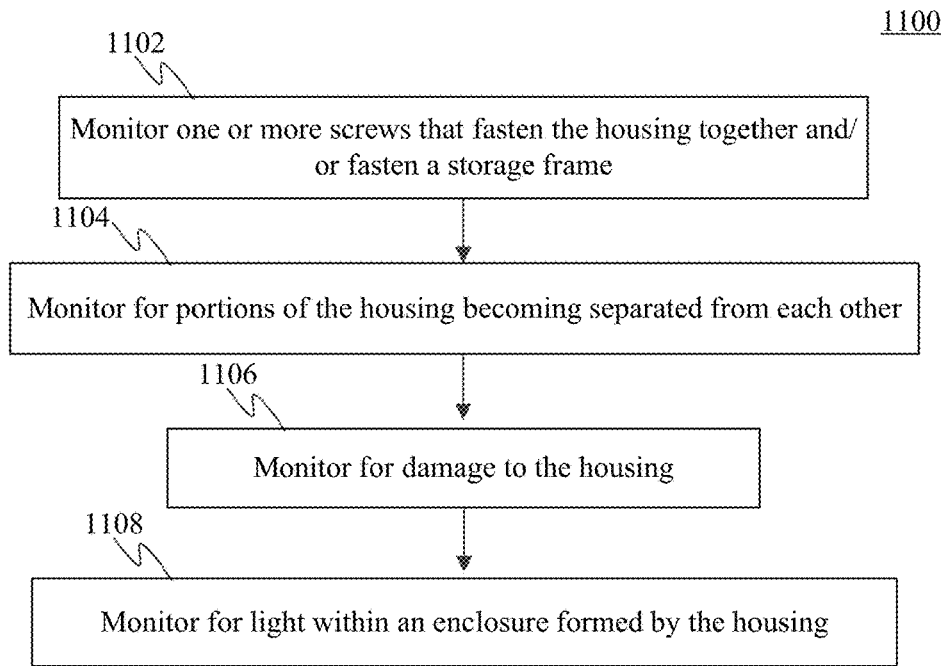 1100
1102
Monitor one or more screws that fasten the housing together and/
or fasten a storage frame
1104
Monitor for portions of the housing becoming separated from each other
1106
Monitor for damage to the housing
1108
Monitor for light within an enclosure formed by the housing